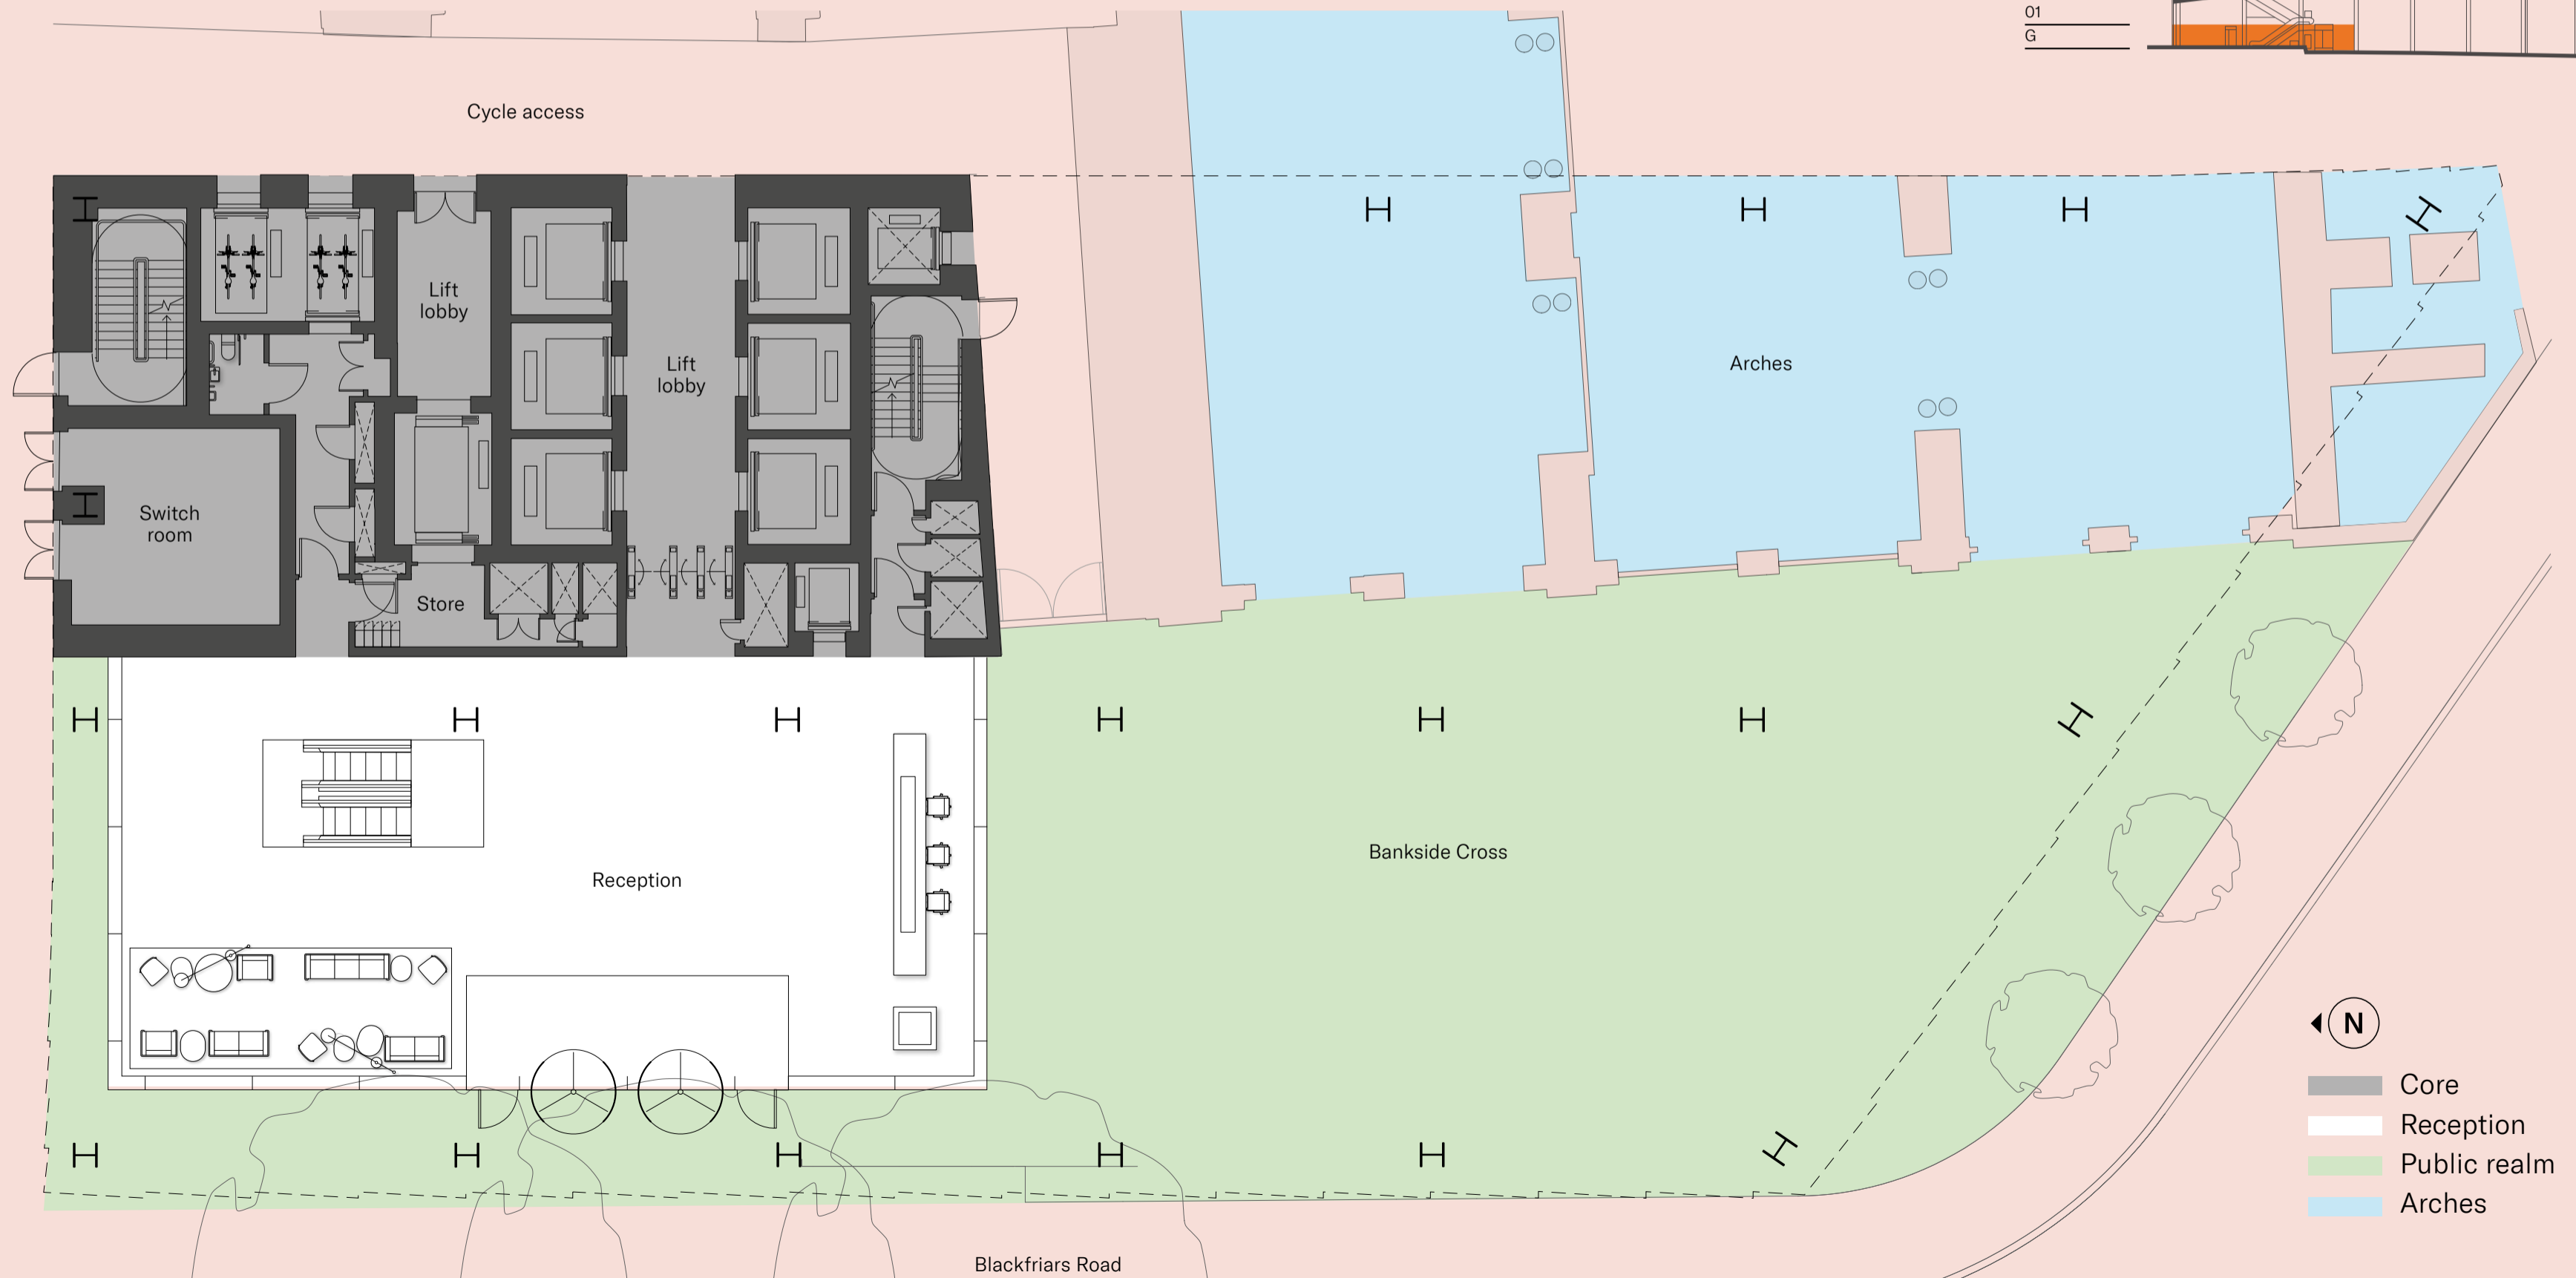 01
G
Cycle access
Lift
lobby
Lift
lobby
Arches
Switch
room
Store
Reception
Bankside Cross
N
Core
Reception
Public realm
Arches
Blackfriars Road